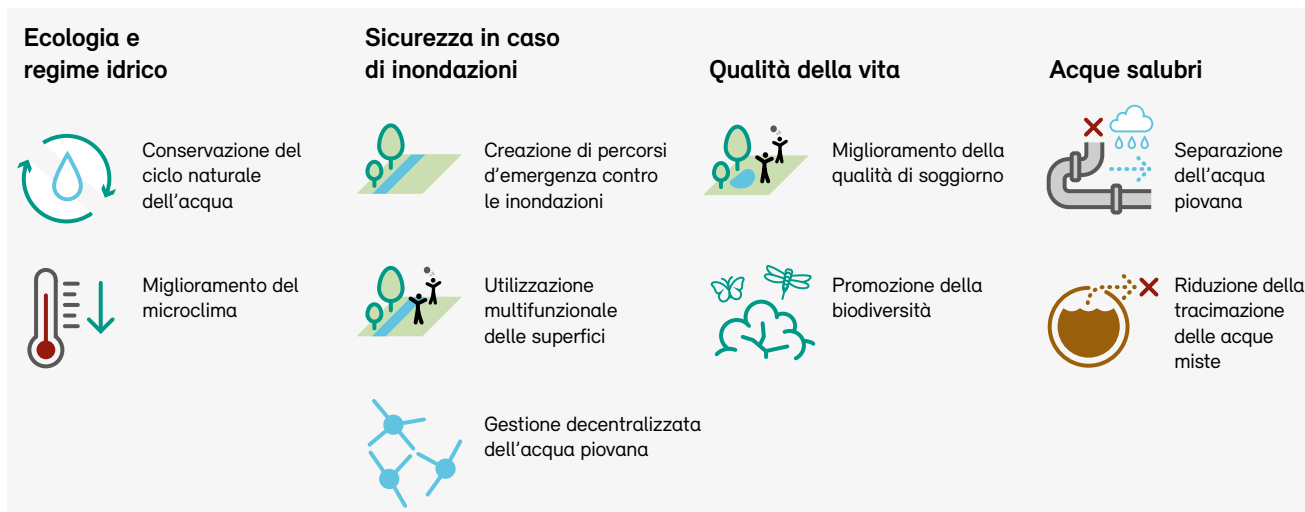 Ecologia e
regime idrico
Conservazione del
ciclo naturale
dell'acqua
Miglioramento del
microclima
Sicurezza in caso
di inondazioni
Creazione di percorsi
d'emergenza contro
le inondazioni
Utilizzazione
multifunzionale
delle superfici
Gestione decentralizzata
dell'acqua piovana
Qualità della vita
Miglioramento della
qualità di soggiorno
Promozione della
biodiversità
Acque salubri
Separazione
dell'acqua
piovana
Riduzione della
tracimazione
delle acque
miste